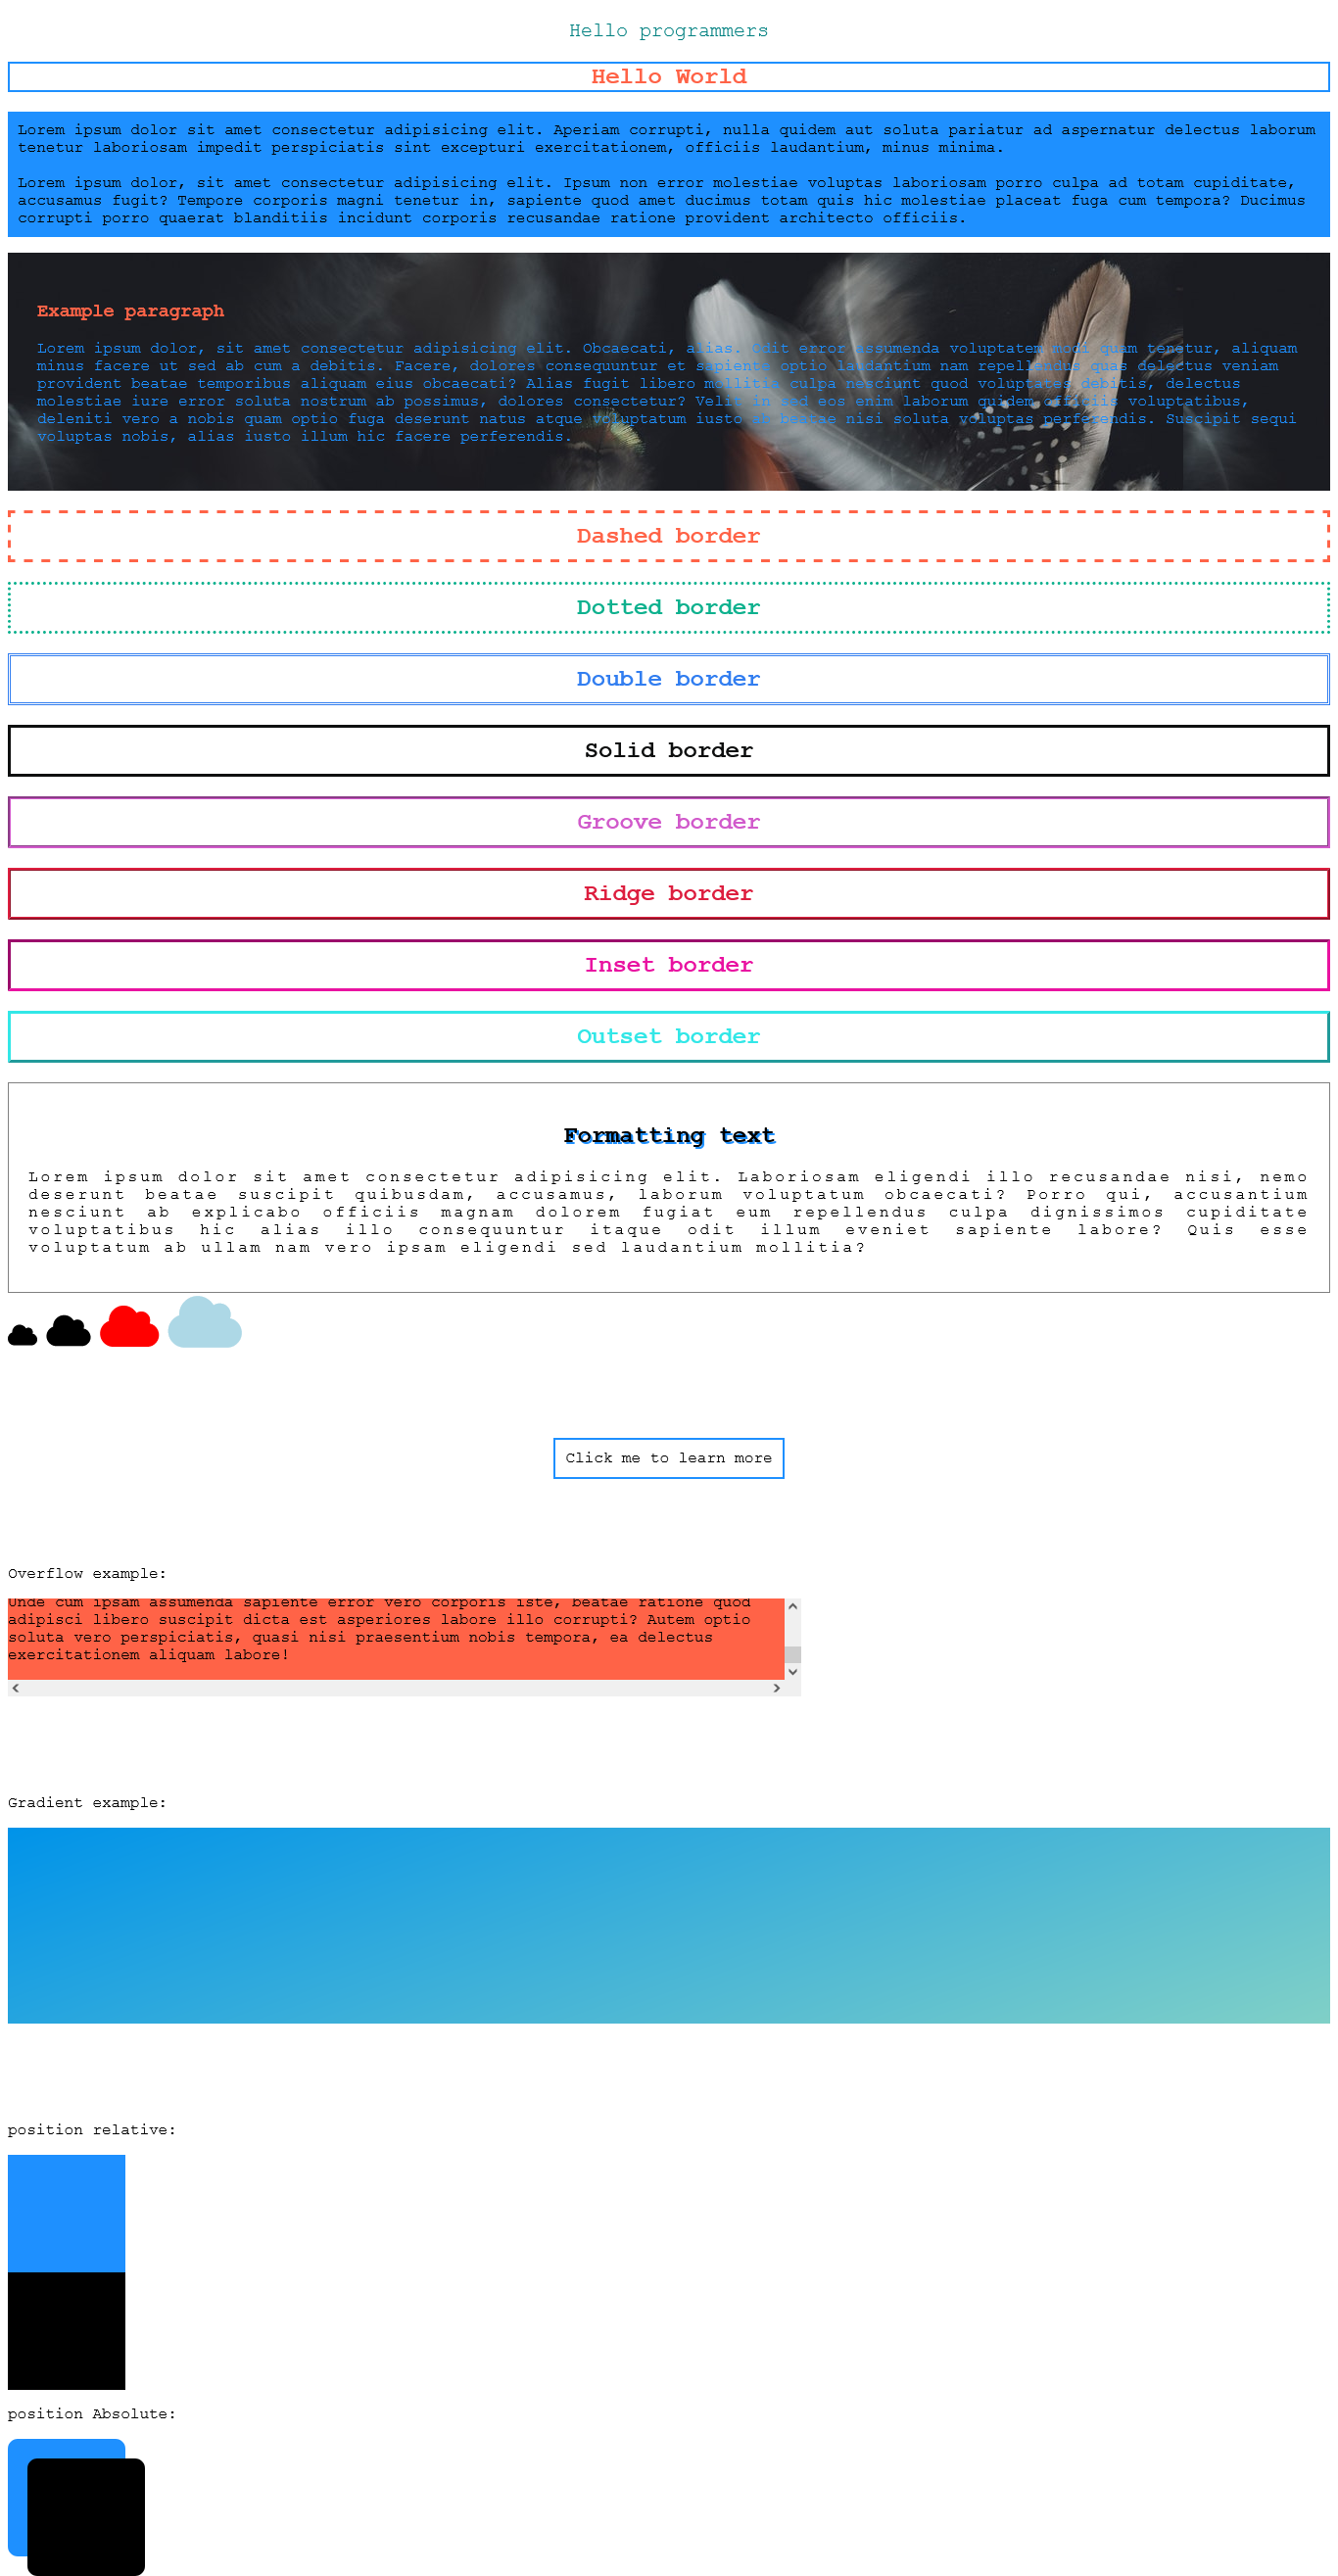 Hello programmers
Hello World
Lorem ipsum dolor sit amet consectetur adipisicing elit. Aperiam corrupti, nulla quidem aut soluta pariatur ad aspernatur delectus laborum
tenetur laboriosam impedit perspiciatis sint excepturi exercitationem, officiis laudantium, minus minima.
Lorem ipsum dolor, sit amet consectetur adipisicing elit. Ipsum non error molestiae voluptas laboriosam porro culpa ad totam cupiditate,
accusamus fugit? Tempore corporis magni tenetur in, sapiente quod amet ducimus totam quis hic molestiae placeat fuga cum tempora? Ducimus
corrupti porro quaerat blanditiis incidunt corporis recusandae ratione provident architecto officiis.
Example paragraph
Lorem ipsum dolor, sit amet consectetur adipisicing elit. Obcaecati, alias. Odit error assumenda voluptatem modi quam tenetur, aliquam
minus facere ut sed ab cum a debitis. Facere, dolores consequuntur et sapiente optio laudantium nam repellendus quas delectus veniam
provident beatae temporibus aliquam eius obcaecati? Alias fugit libero mollitia culpa nesciunt quod voluptates debitis, delectus
molestiae iure error soluta nostrum ab possimus, dolores consectetur? Velit in sed eos enim laborum quidem officiis voluptatibus,
deleniti vero a nobis quam optio fuga deserunt natus atque voluptatum iusto ab beatae nisi soluta voluptas perferendis. Suscipit sequi
voluptas nobis, alias iusto illum hic facere perferendis.
Dashed border
Dotted border
Double border
Solid border
Groove border
Ridge border
Inset border
Outset border
Formatting text
Lorem ipsum dolor sit amet consectetur adipisicing elit. Laboriosam eligendi illo recusandae nisi, nemo
deserunt beatae suscipit quibusdam, accusamus, laborum voluptatum obcaecati? Porro qui, accusantium
nesciunt ab explicabo officiis magnam dolorem fugiat eum repellendus culpa dignissimos cupiditate
voluptatibus hic alias illo consequuntur itaque odit illum eveniet sapiente labore? Quis esse
voluptatum ab ullam nam vero ipsam eligendi sed laudantium mollitia?
Click me to learn more
Overflow example:
Unde cum ipsam assumenda sapiente error vero corporis iste, beatae ratione quod
adipisci libero suscipit dicta est asperiores labore illo corrupti? Autem optio
soluta vero perspiciatis, quasi nisi praesentium nobis tempora, ea delectus
exercitationem aliquam labore!
Gradient example:
position relative:
position Absolute: